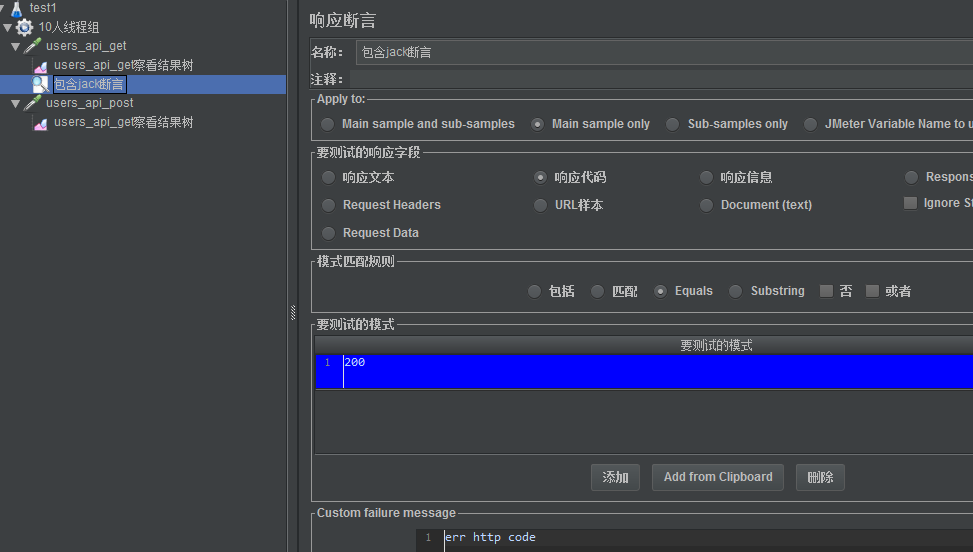 test1
10人线程组
users_api_get
users_api_get察看结果树
包含jack断言
users_api_post
users_api_get察看结果树
响应断言
名称： 包含jack断言
注释：
Apply to:
Main sample and sub-samples Main sample only Sub-samples only JMeter Variable Name to u
要测试的响应字段
响应文本 响应代码 响应信息 Respons
Request Headers URL样本 Document (text) Ignore St
Request Data
模式匹配规则
包括 匹配 Equals Substring 否 或者
要测试的模式
要测试的模式
1 200
添加 Add from Clipboard 删除
Custom failure message
1 err http code